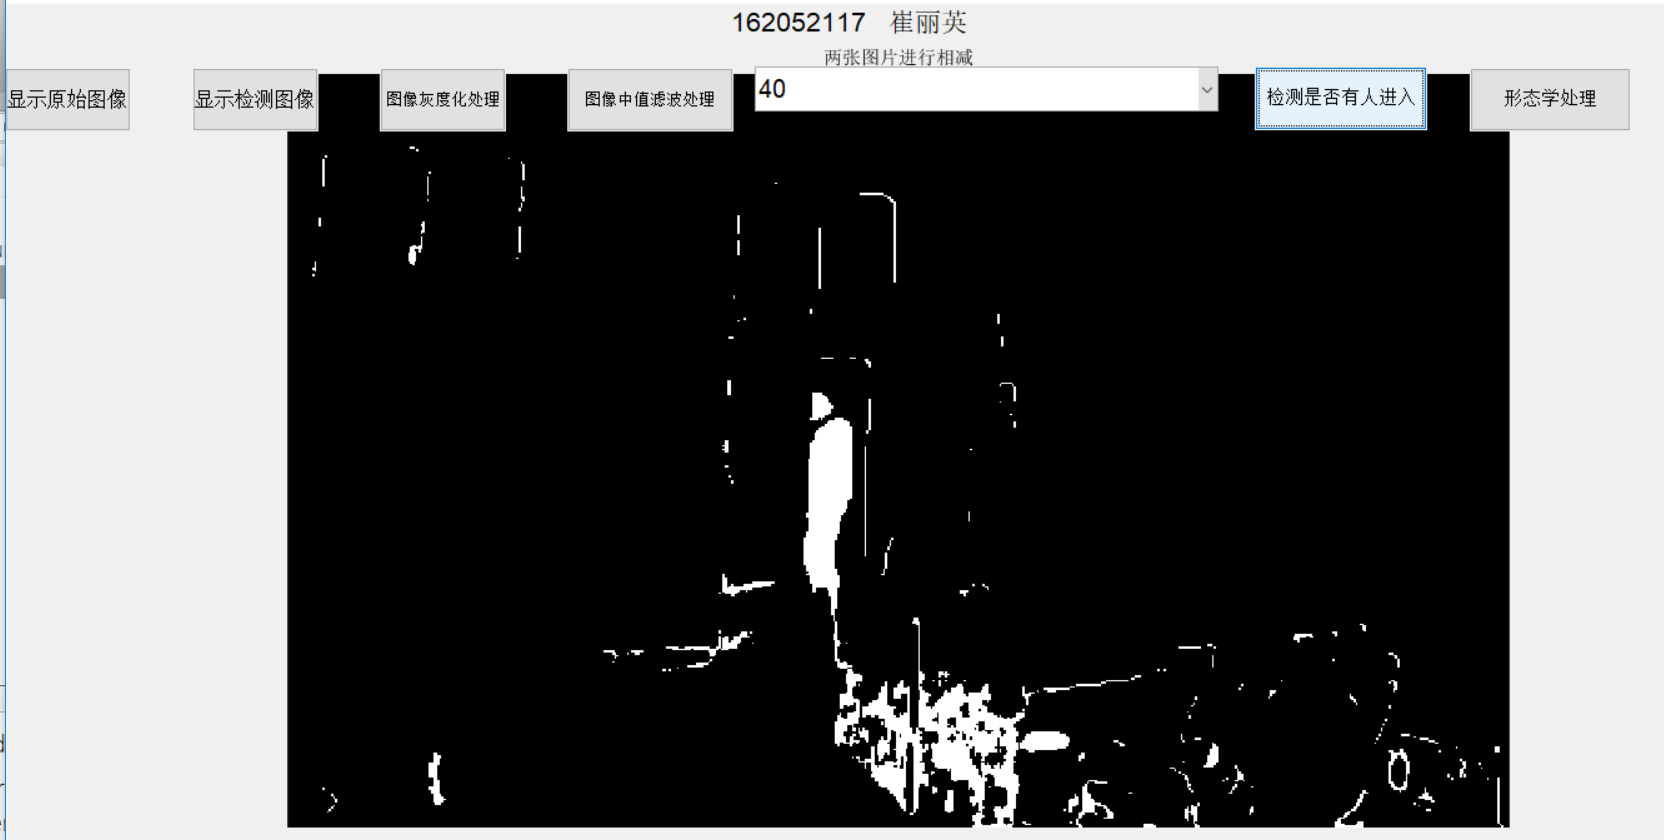 162052117 崔丽英
两张图片进行相减
显示原始图像
显示检测图像
图像灰度化处理
图像中值滤波处理
40
检测是否有人进入
形态学处理